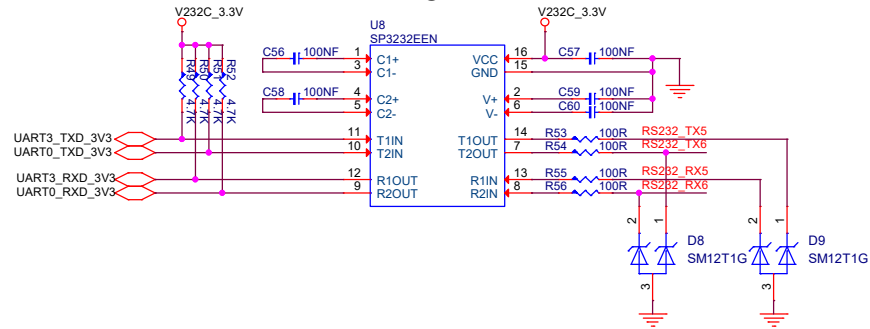 V232C_3.3V
V232C_3.3V
U8
SP3232EEN
R49
R50
R51
R52
4.7K
4.7K
4.7K
4.7K
C56 100NF 1 C1+
3 C1-
C58 100NF 4 C2+
5 C2-
VCC 16 C57 100NF
GND 15
V+ 2 C59 100NF
V- 6 C60 100NF
UART3_TXD_3V3 11 T1IN
UART0_TXD_3V3 10 T2IN
UART3_RXD_3V3 12 R1OUT
UART0_RXD_3V3 9 R2OUT
T1OUT 14 R53 100R RS232_TX5
T2OUT 7 R54 100R RS232_TX6
R1IN 13 R55 100R RS232_RX5
R2IN 8 R56 100R RS232_RX6
2 1 D8
SM12T1G
3
2 1 D9
SM12T1G
3